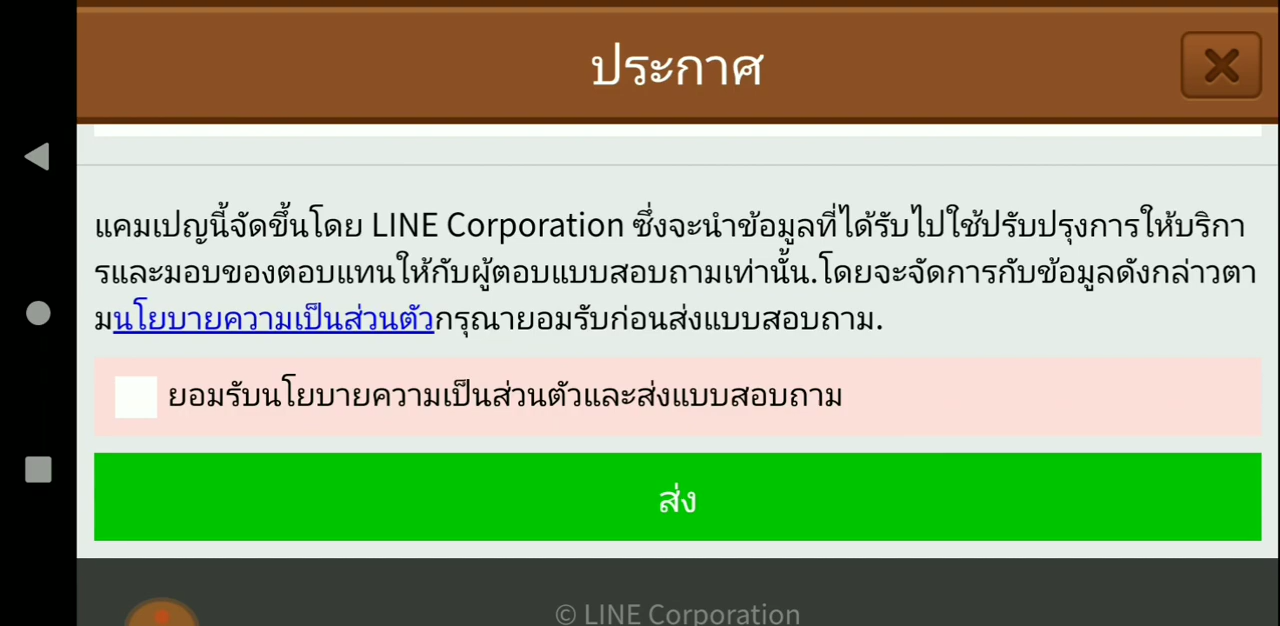 ประกาศ
แคมเปญนี้จัดขึ้นโดย LINE Corporation ซึ่งจะนำข้อมูลที่ได้รับไปใช้ปรับปรุงการให้บริกา
รและมอบของตอบแทนให้กับผู้ตอบแบบสอบถามเท่านั้น.โดยจะจัดการกับข้อมูลดังกล่าวตา
มนโยบายความเป็นส่วนตัวกรุณายอมรับก่อนส่งแบบสอบถาม.
ยอมรับนโยบายความเป็นส่วนตัวและส่งแบบสอบถาม
ส่ง
© LINE Corporation